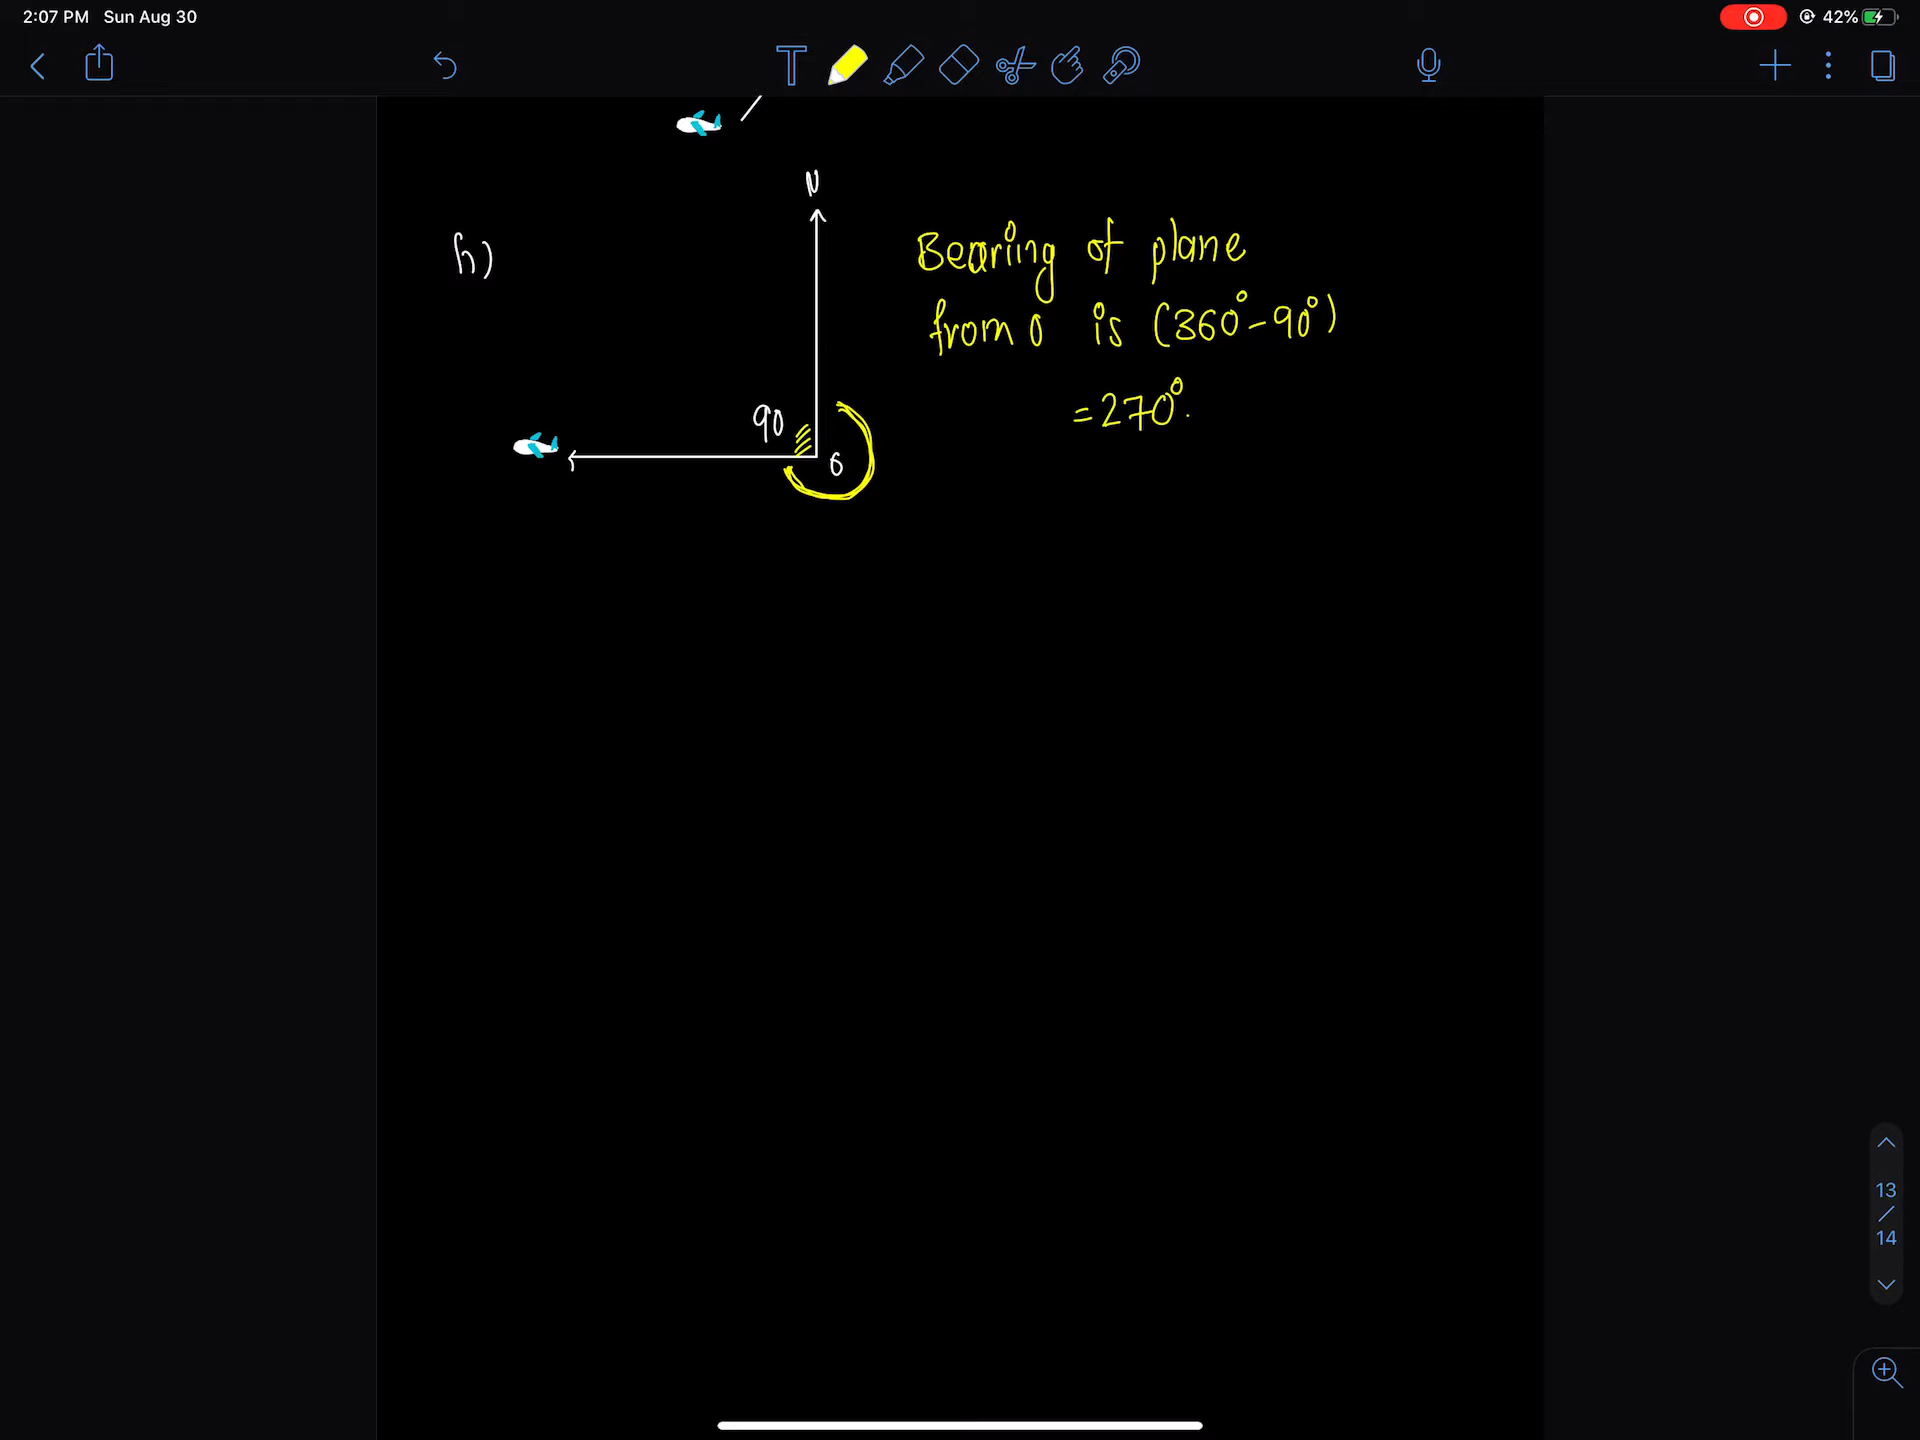 2:07 PM Sun Aug 30
42%
T
N
h)
Bearing of plane
from O is (360°-90°)
=270°.
90
O
13
/
14